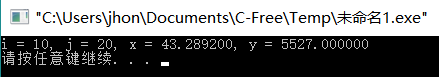 "C:\Users\jhon\Documents\C-Free\Temp\未命名1.exe"
i = 10, j = 20, x = 43.289200, y = 5527.000000
请按任意键继续. . .